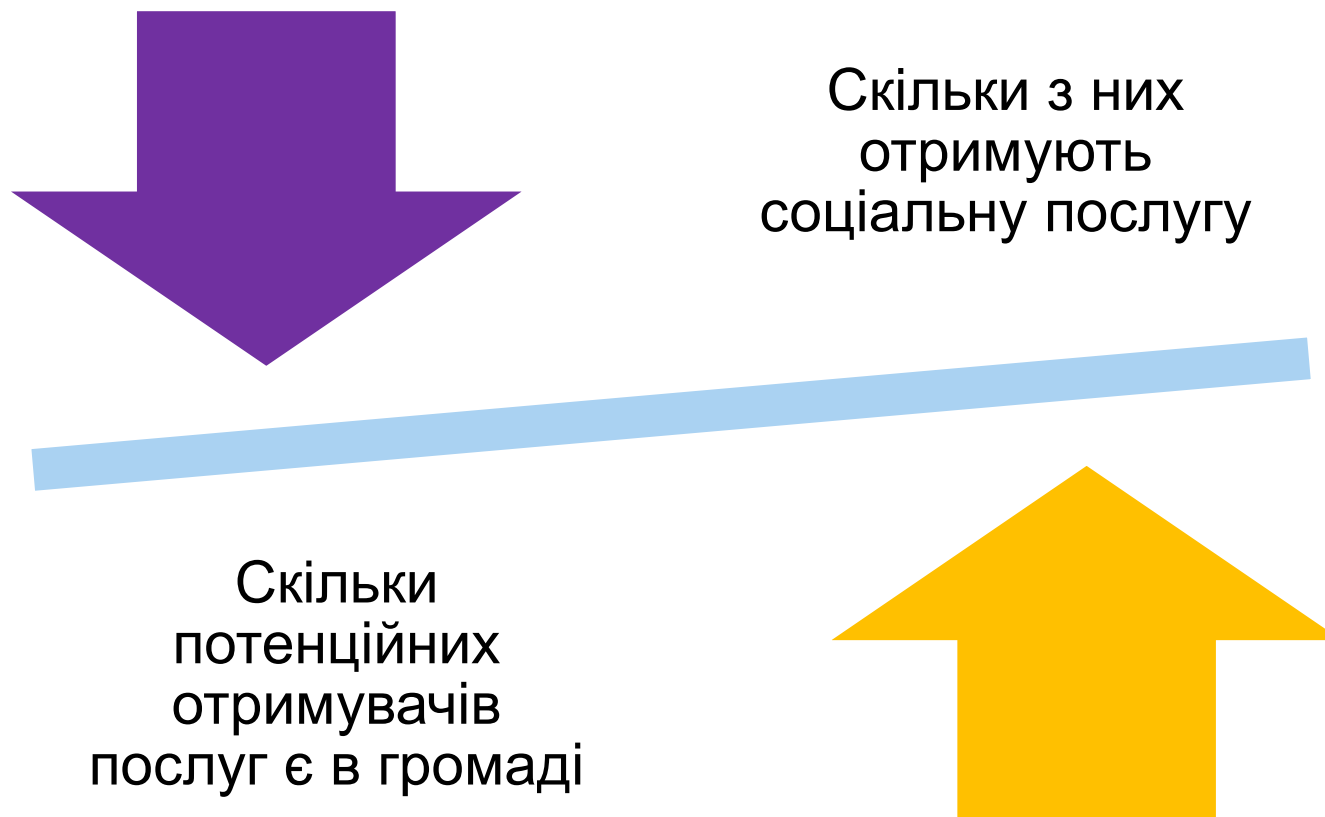 Скільки з них
отримують
соціальну послугу
Скільки
потенційних
отримувачів
послуг є в громаді